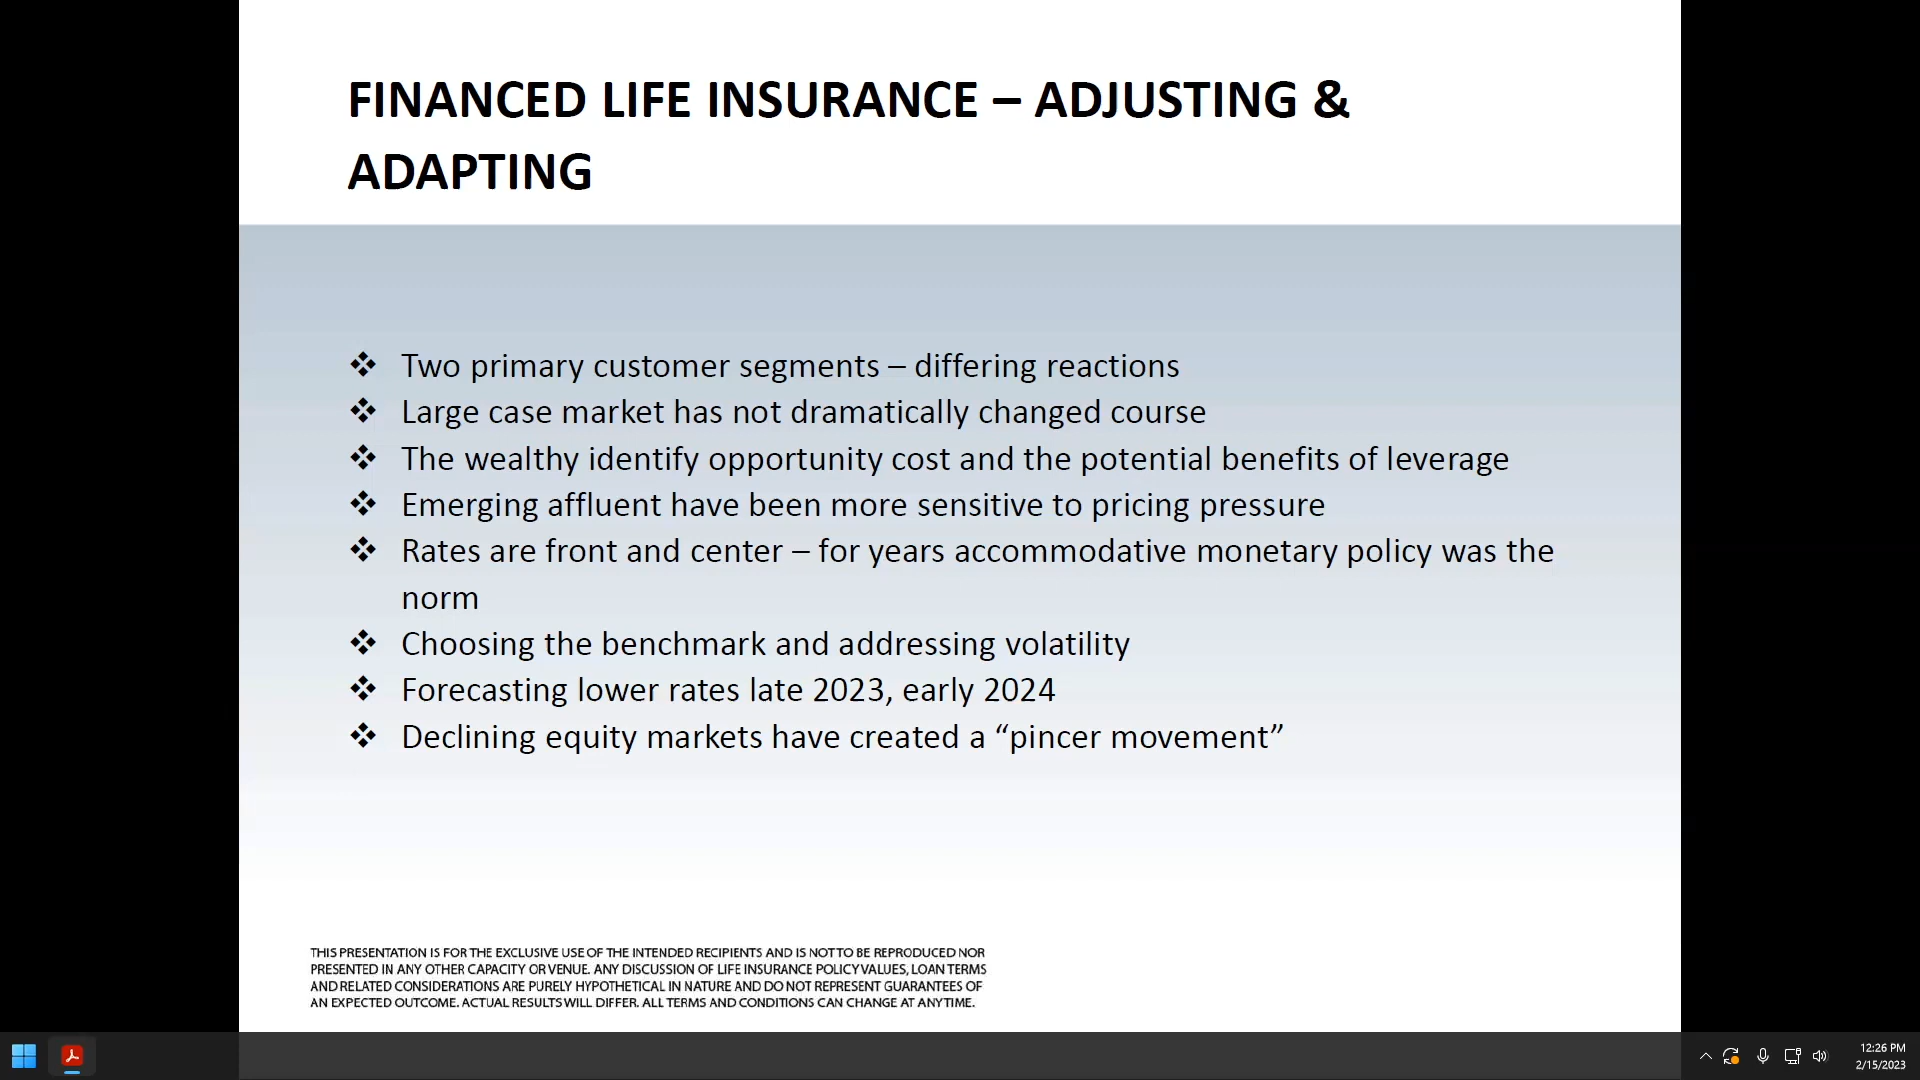 FINANCED LIFE INSURANCE – ADJUSTING &
ADAPTING
❖ Two primary customer segments – differing reactions
❖ Large case market has not dramatically changed course
❖ The wealthy identify opportunity cost and the potential benefits of leverage
❖ Emerging affluent have been more sensitive to pricing pressure
❖ Rates are front and center – for years accommodative monetary policy was the
norm
❖ Choosing the benchmark and addressing volatility
❖ Forecasting lower rates late 2023, early 2024
❖ Declining equity markets have created a “pincer movement”
THIS PRESENTATION IS FOR THE EXCLUSIVE USE OF THE INTENDED RECIPIENTS AND IS NOT TO BE REPRODUCED NOR
PRESENTED IN ANY OTHER CAPACITY OR VENUE. ANY DISCUSSION OF LIFE INSURANCE POLICY VALUES, LOAN TERMS
AND RELATED CONSIDERATIONS ARE PURELY HYPOTHETICAL IN NATURE AND DO NOT REPRESENT GUARANTEES OF
AN EXPECTED OUTCOME. ACTUAL RESULTS WILL DIFFER. ALL TERMS AND CONDITIONS CAN CHANGE AT ANYTIME.
12:26 PM
2/15/2023